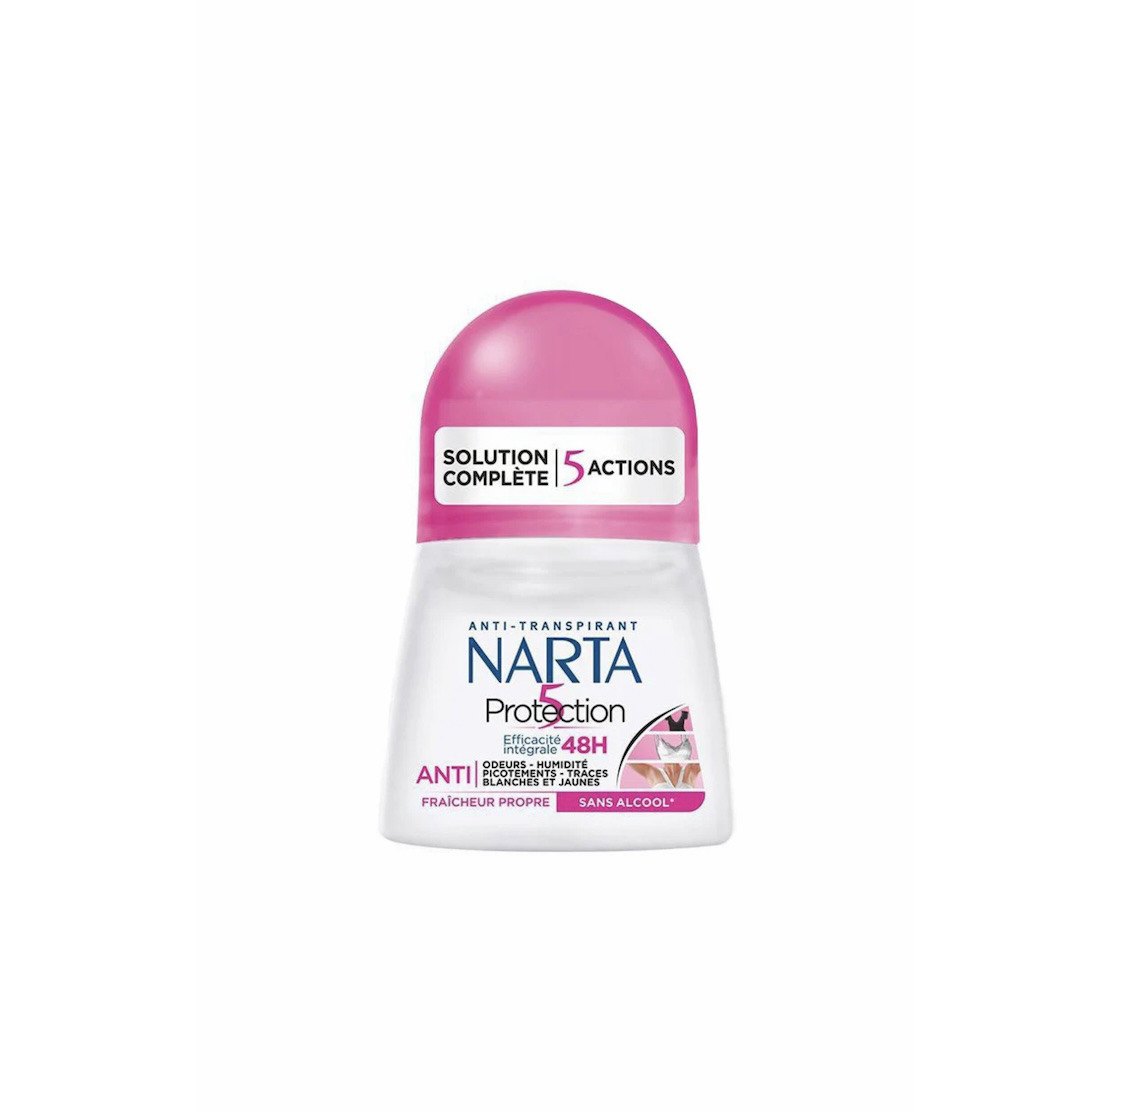 SOLUTION
COMPLÈTE
5 ACTIONS
ANTI-TRANSPIRANT
NARTA
Protection 5
Efficacité
intégrale 48H
ANTI
ODEURS - HUMIDITÉ
PICOTEMENTS - TRACES
BLANCHES ET JAUNES
FRAÎCHEUR PROPRE
SANS ALCOOL*